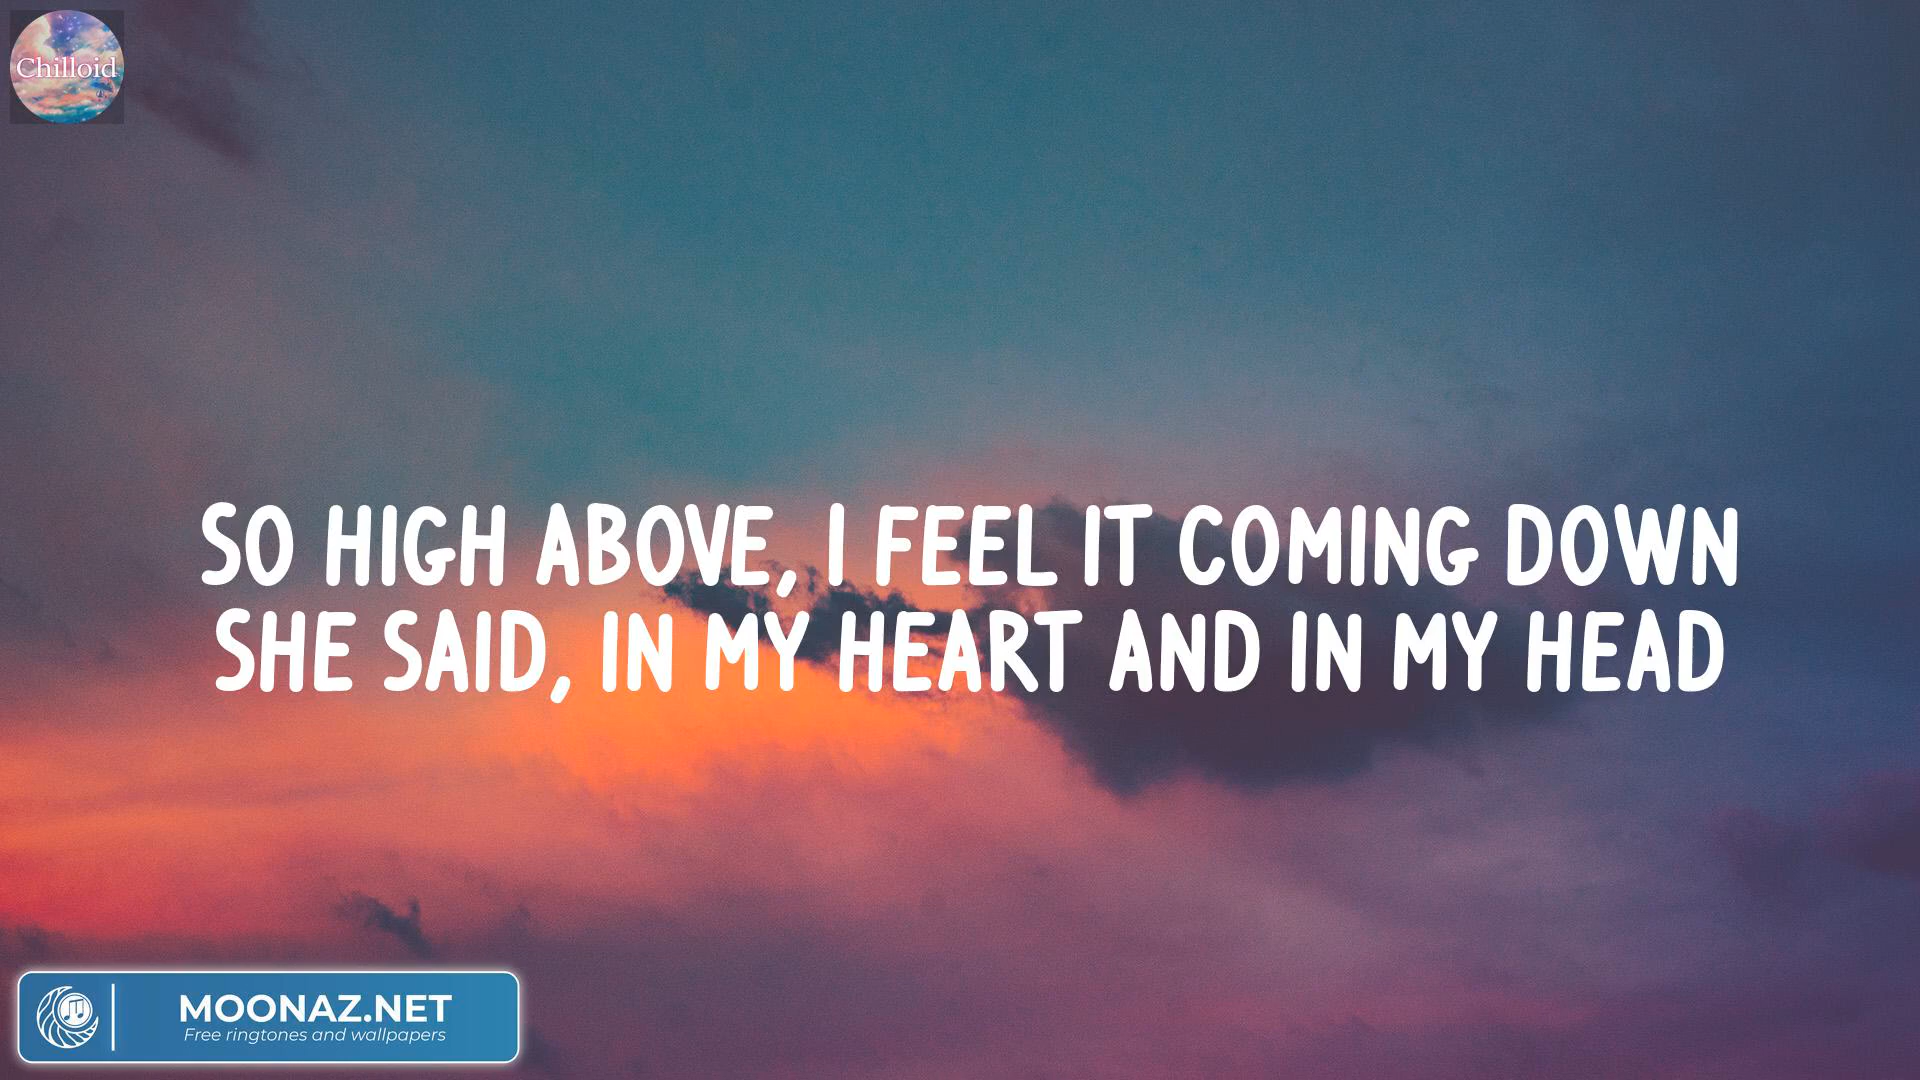 Chilloid
SO HIGH ABOVE, I FEEL IT COMING DOWN
SHE SAID, IN MY HEART AND IN MY HEAD
MOONAZ.NET
Free ringtones and wallpapers